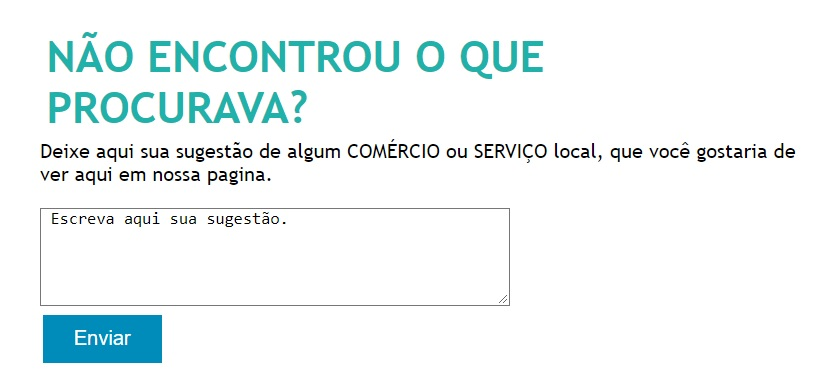 NÃO ENCONTROU O QUE
PROCURAVA?
Deixe aqui sua sugestão de algum COMÉRCIO ou SERVIÇO local, que você gostaria de
ver aqui em nossa pagina.
Escreva aqui sua sugestão.
Enviar